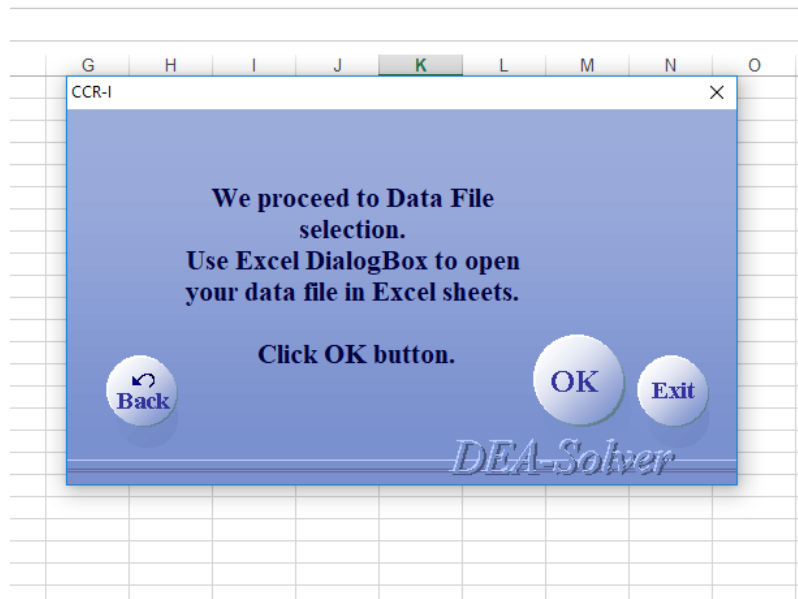 G H I J K L M N O
CCR-I
We proceed to Data File
selection.
Use Excel DialogBox to open
your data file in Excel sheets.
Click OK button.
Back
OK
Exit
DEA-Solver